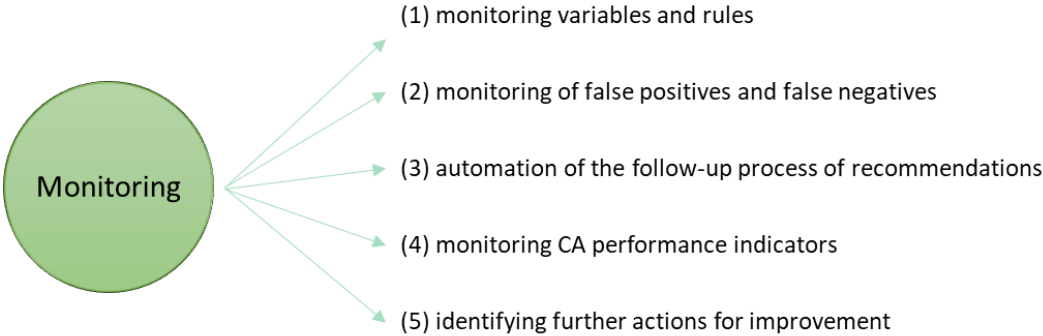 Monitoring
(1) monitoring variables and rules
(2) monitoring of false positives and false negatives
(3) automation of the follow-up process of recommendations
(4) monitoring CA performance indicators
(5) identifying further actions for improvement